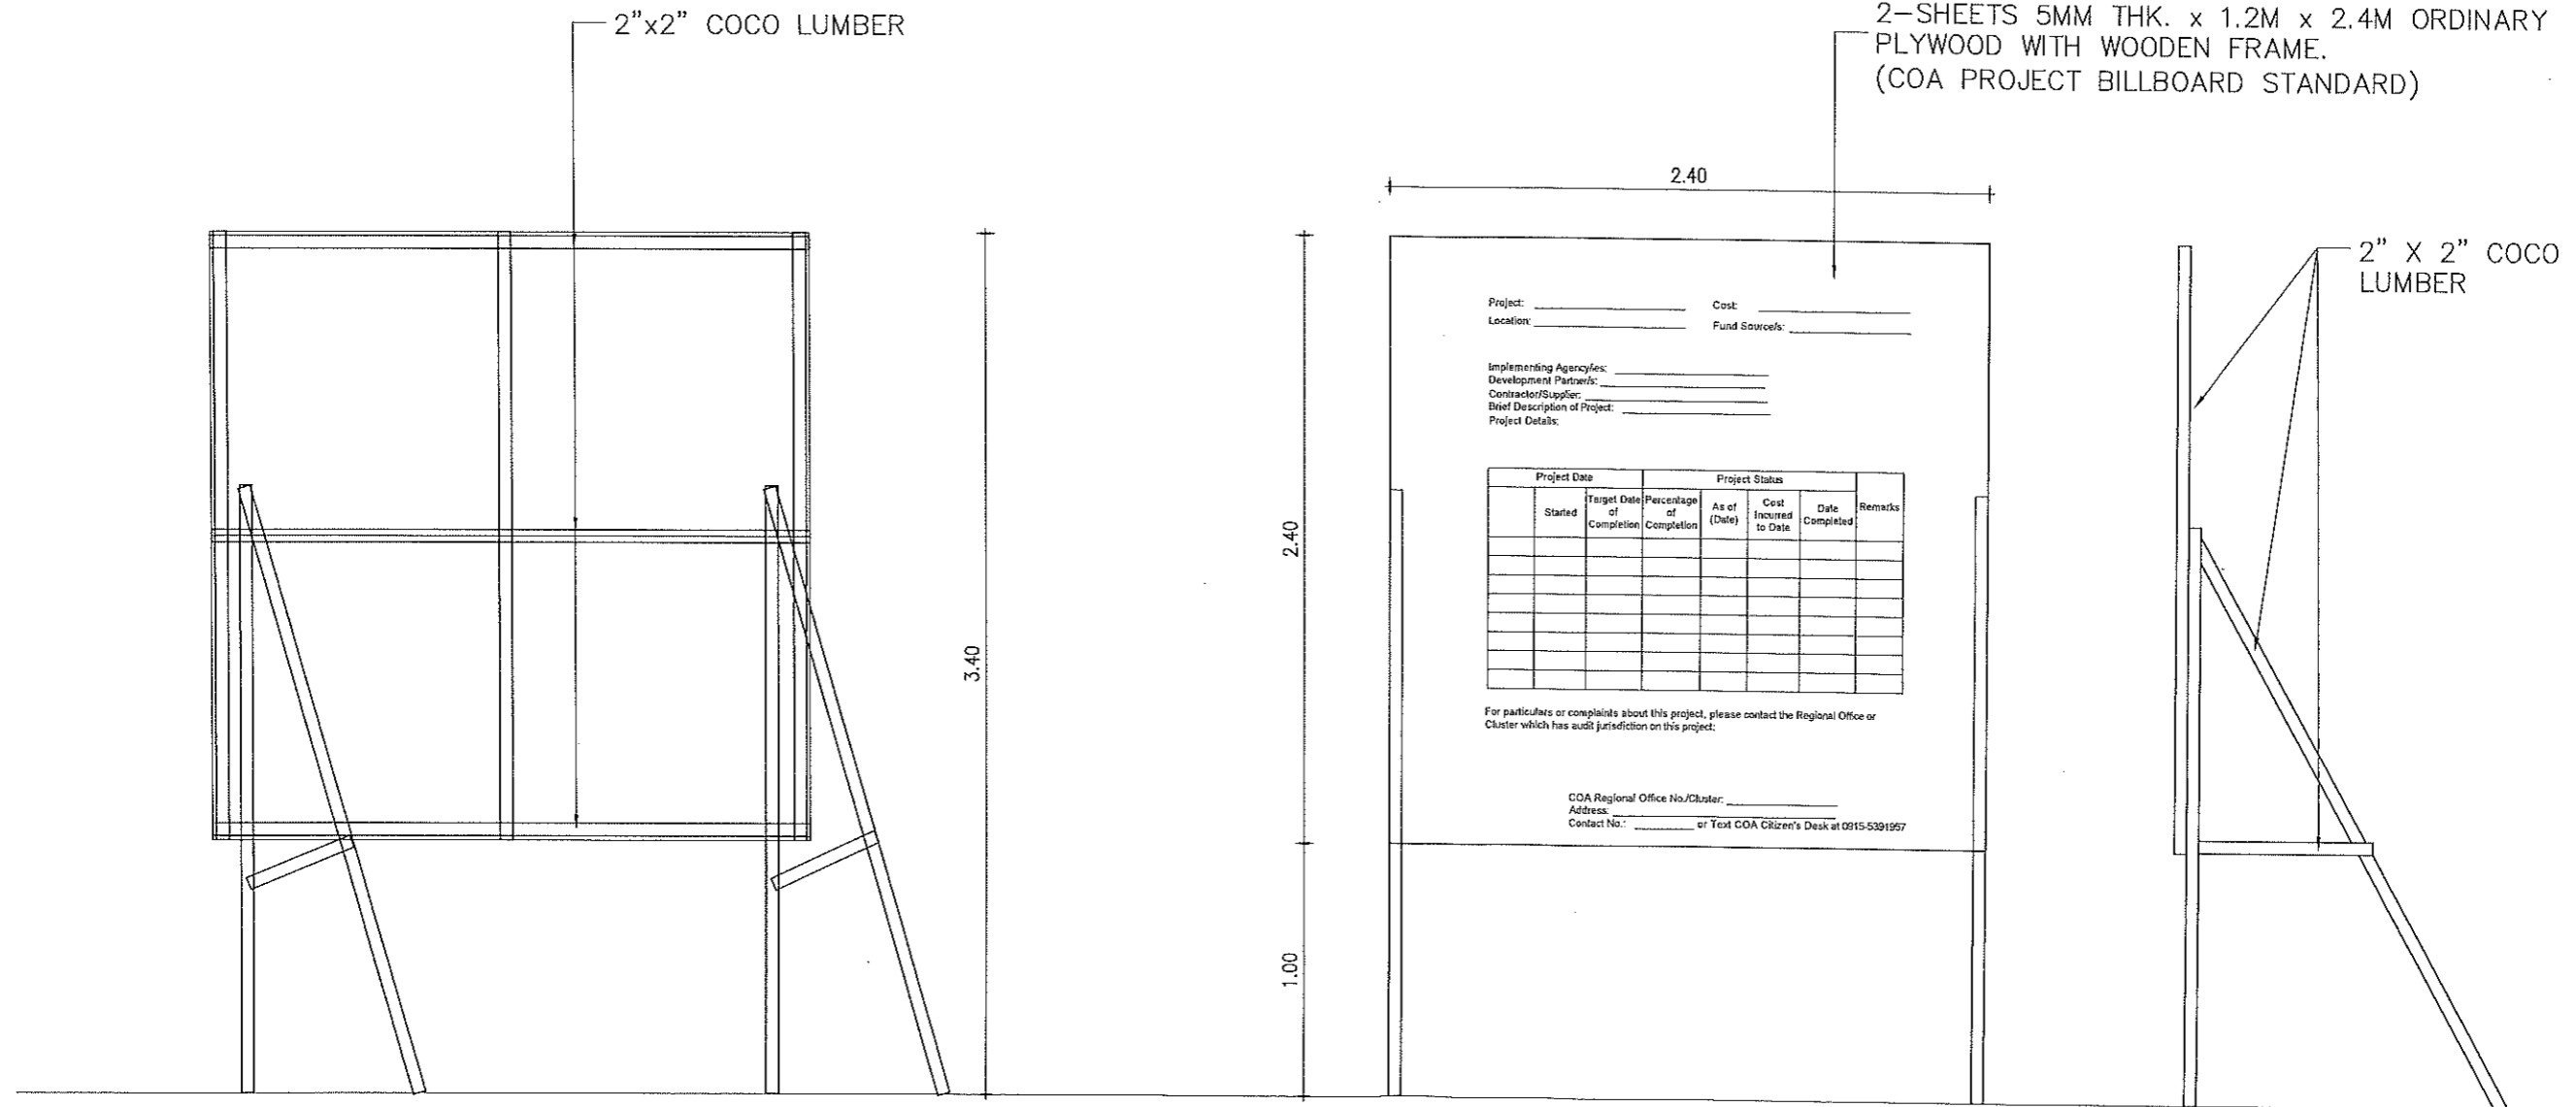 2"x2" COCO LUMBER
2-SHEETS 5MM THK. x 1.2M x 2.4M ORDINARY
PLYWOOD WITH WOODEN FRAME.
(COA PROJECT BILLBOARD STANDARD)
2.40
2" X 2" COCO
LUMBER
Project: Cost:
Location: Fund Source/s:
Implementing Agency/ies:
Development Partner/s:
Contractor/Supplier:
Brief Description of Project:
Project Details:
Project Date Project Status
Started Target Date of Completion Percentage of Completion As of (Date) Cost Incurred to Date Date Completed Remarks
2.40
3.40
For particulars or complaints about this project, please contact the Regional Office or
Cluster which has audit jurisdiction on this project:
COA Regional Office No./Cluster:
Address:
Contact No.: or Text COA Citizen's Desk at 0915-5391957
1.00